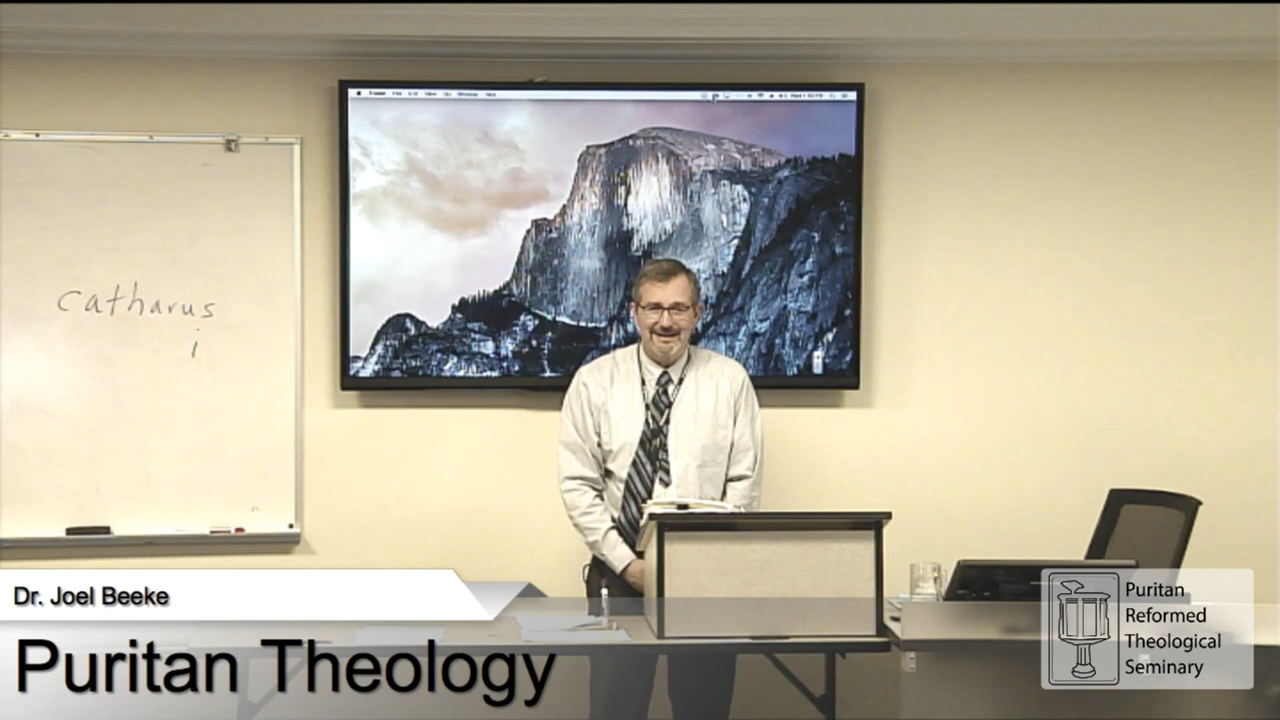 catharus
i
Dr. Joel Beeke
Puritan Theology
Puritan
Reformed
Theological
Seminary